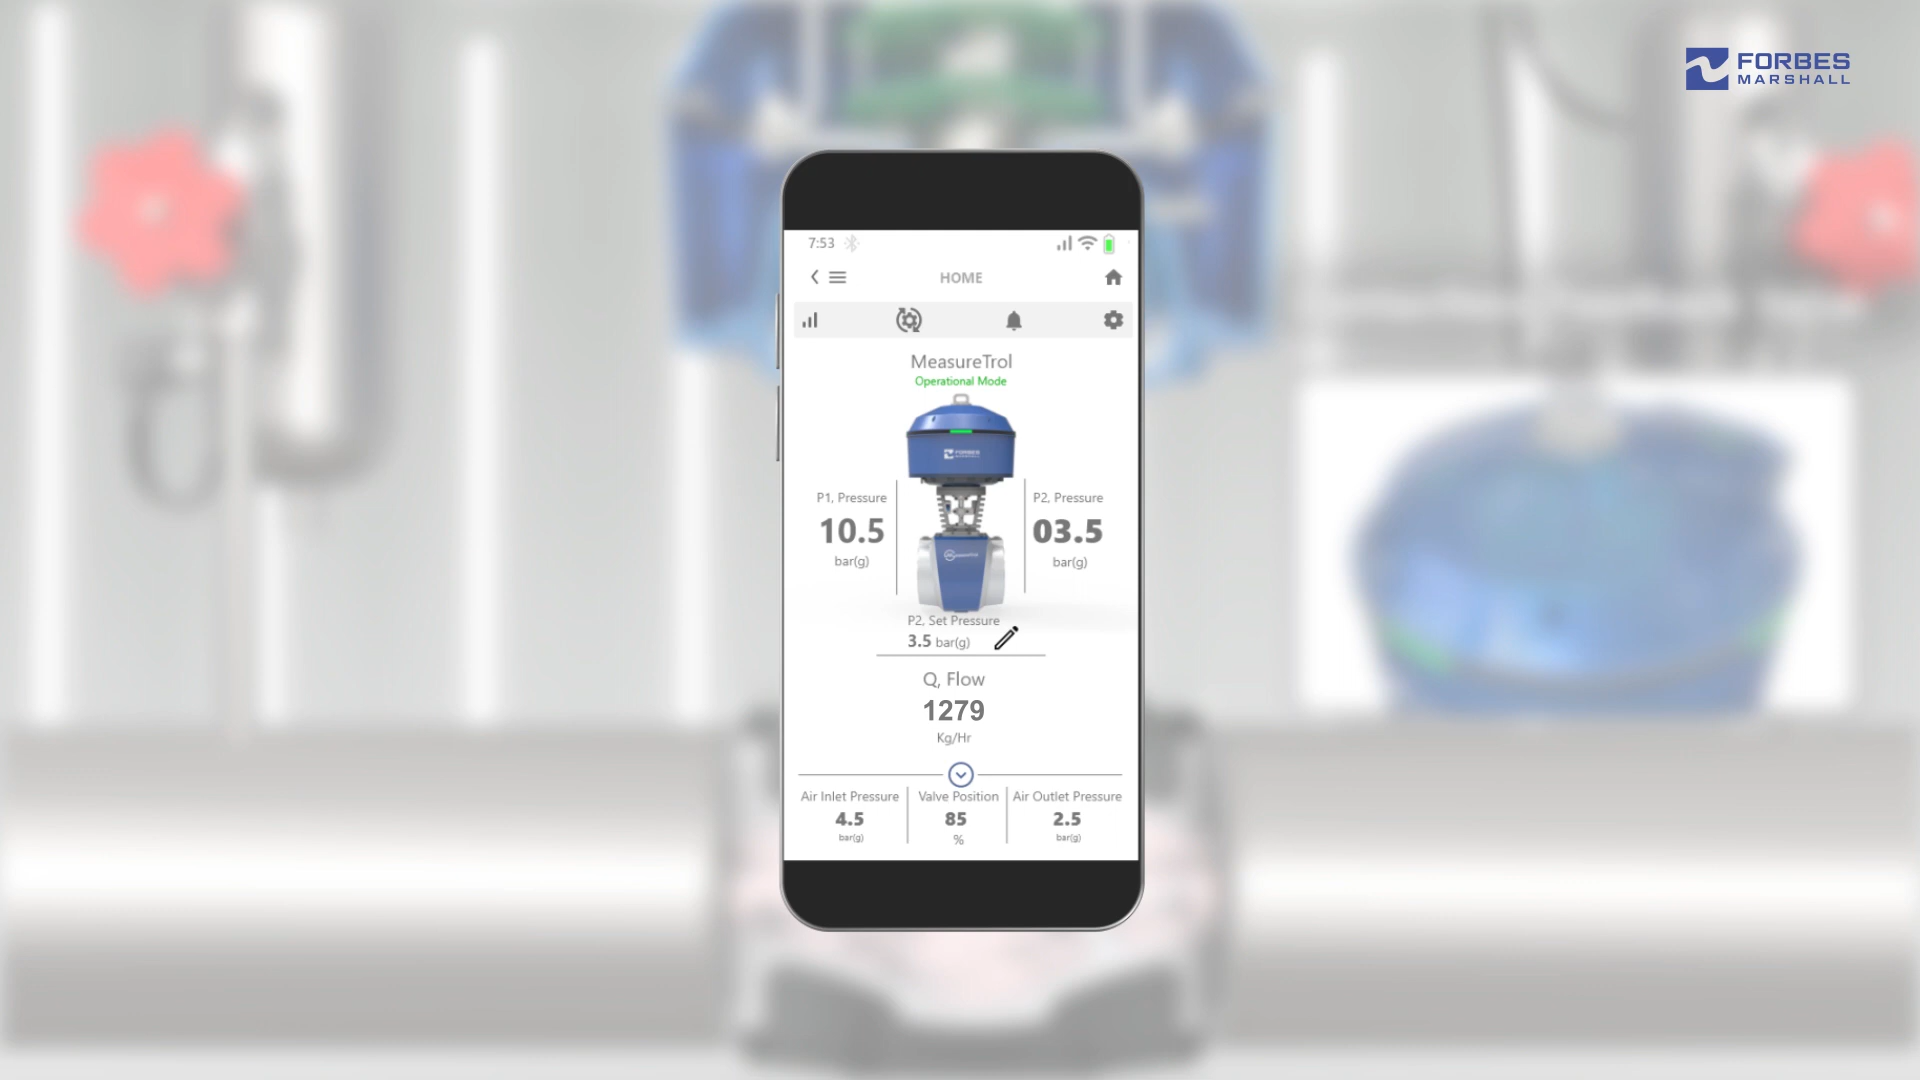 FORBES
MARSHALL
7:53
HOME
MeasureTrol
Operational Mode
FORBES
P1, Pressure
10.5
bar(g)
P2, Pressure
03.5
bar(g)
P2, Set Pressure
3.5 bar(g)
Q, Flow
1279
Kg/Hr
Air Inlet Pressure
4.5
bar(g)
Valve Position
85
%
Air Outlet Pressure
2.5
bar(g)